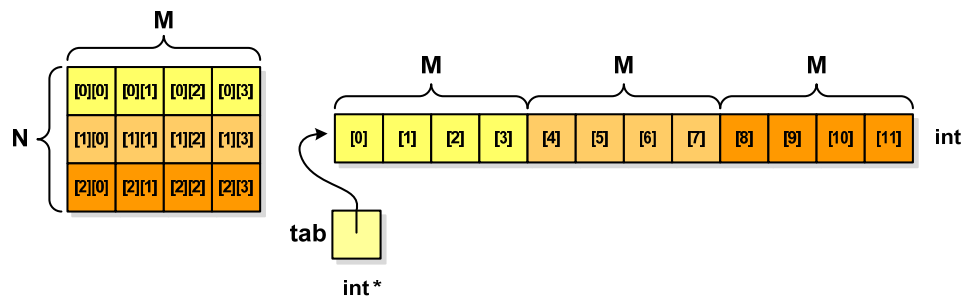 M
N
[0][0] [0][1] [0][2] [0][3]
[1][0] [1][1] [1][2] [1][3]
[2][0] [2][1] [2][2] [2][3]
M M M
[0] [1] [2] [3] [4] [5] [6] [7] [8] [9] [10] [11] int
tab
int *